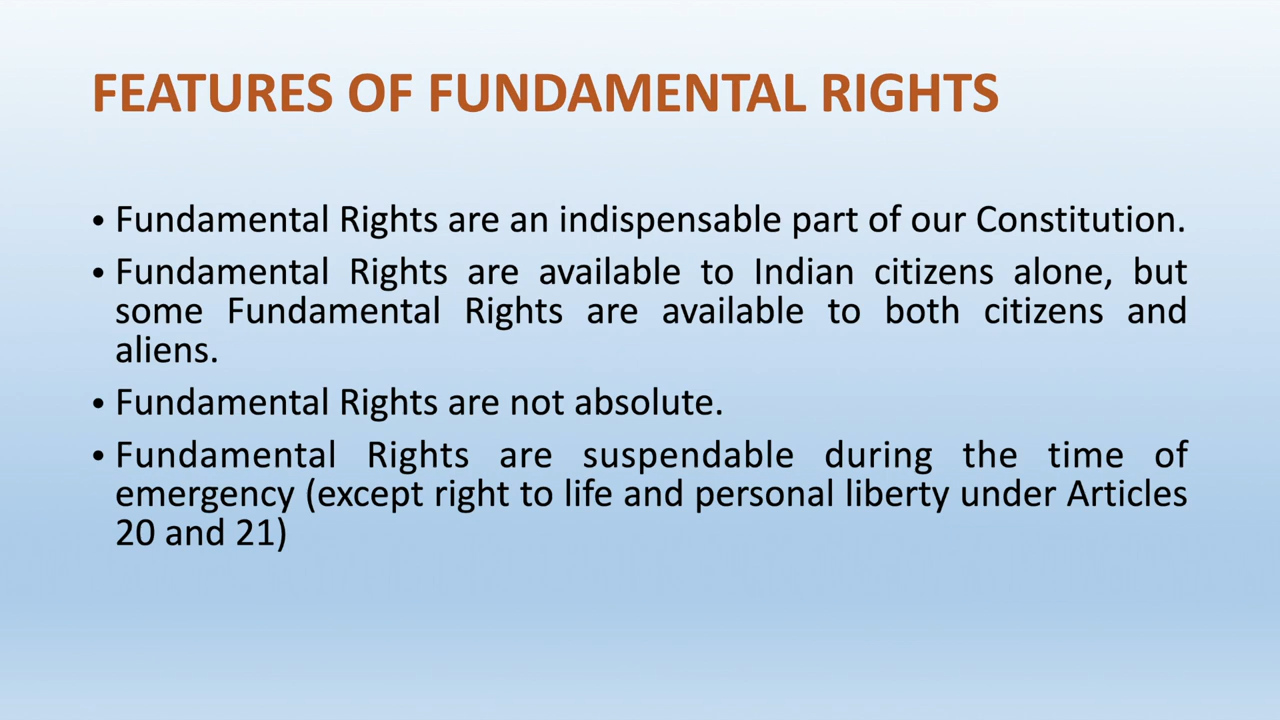 FEATURES OF FUNDAMENTAL RIGHTS
• Fundamental Rights are an indispensable part of our Constitution.
• Fundamental Rights are available to Indian citizens alone, but
some Fundamental Rights are available to both citizens and
aliens.
• Fundamental Rights are not absolute.
• Fundamental Rights are suspendable during the time of
emergency (except right to life and personal liberty under Articles
20 and 21)